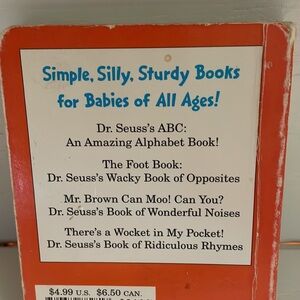 Simple, Silly, Sturdy Books
for Babies of All Ages!
Dr. Seuss's ABC:
An Amazing Alphabet Book!
The Foot Book:
Dr. Seuss's Wacky Book of Opposites
Mr. Brown Can Moo! Can You?
Dr. Seuss's Book of Wonderful Noises
There's a Wocket in My Pocket!
Dr. Seuss's Book of Ridiculous Rhymes
$4.99 U.S. $6.50 CAN.